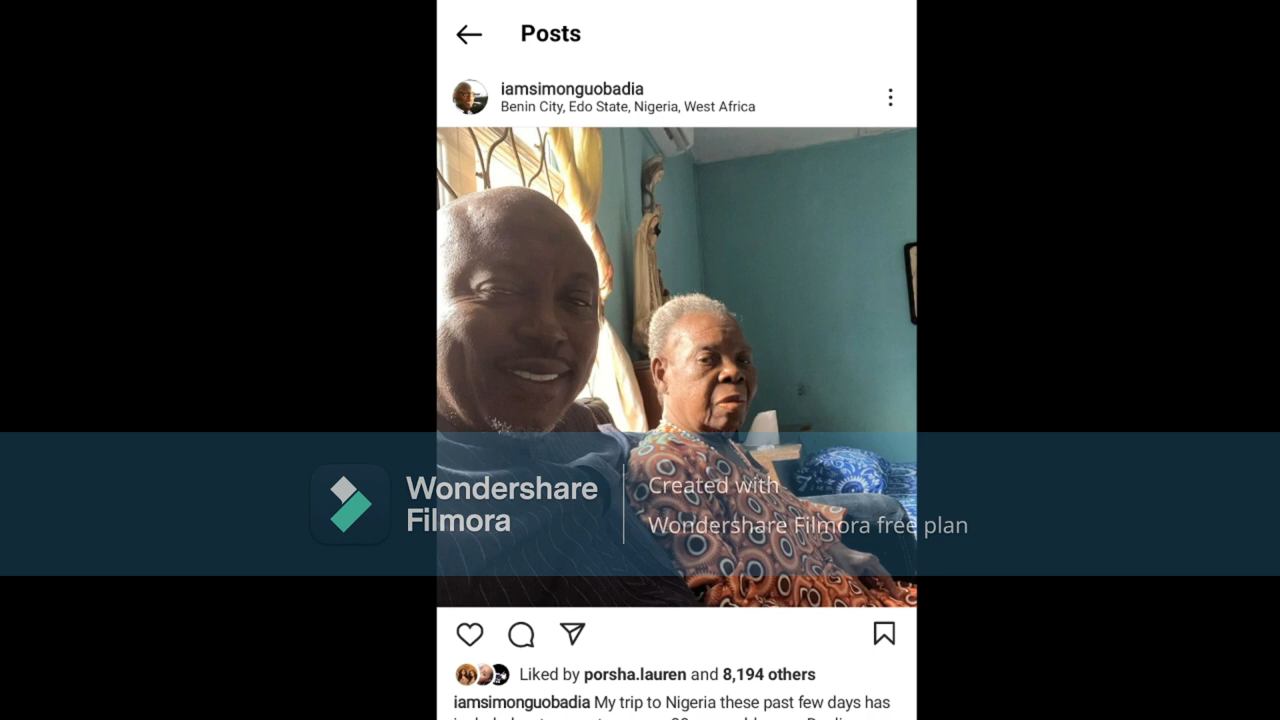 Posts
iamsimonguobadia
Benin City, Edo State, Nigeria, West Africa
Wondershare
Filmora
Created with
Wondershare Filmora free plan
Liked by porsha.lauren and 8,194 others
iamsimonguobadia My trip to Nigeria these past few days has